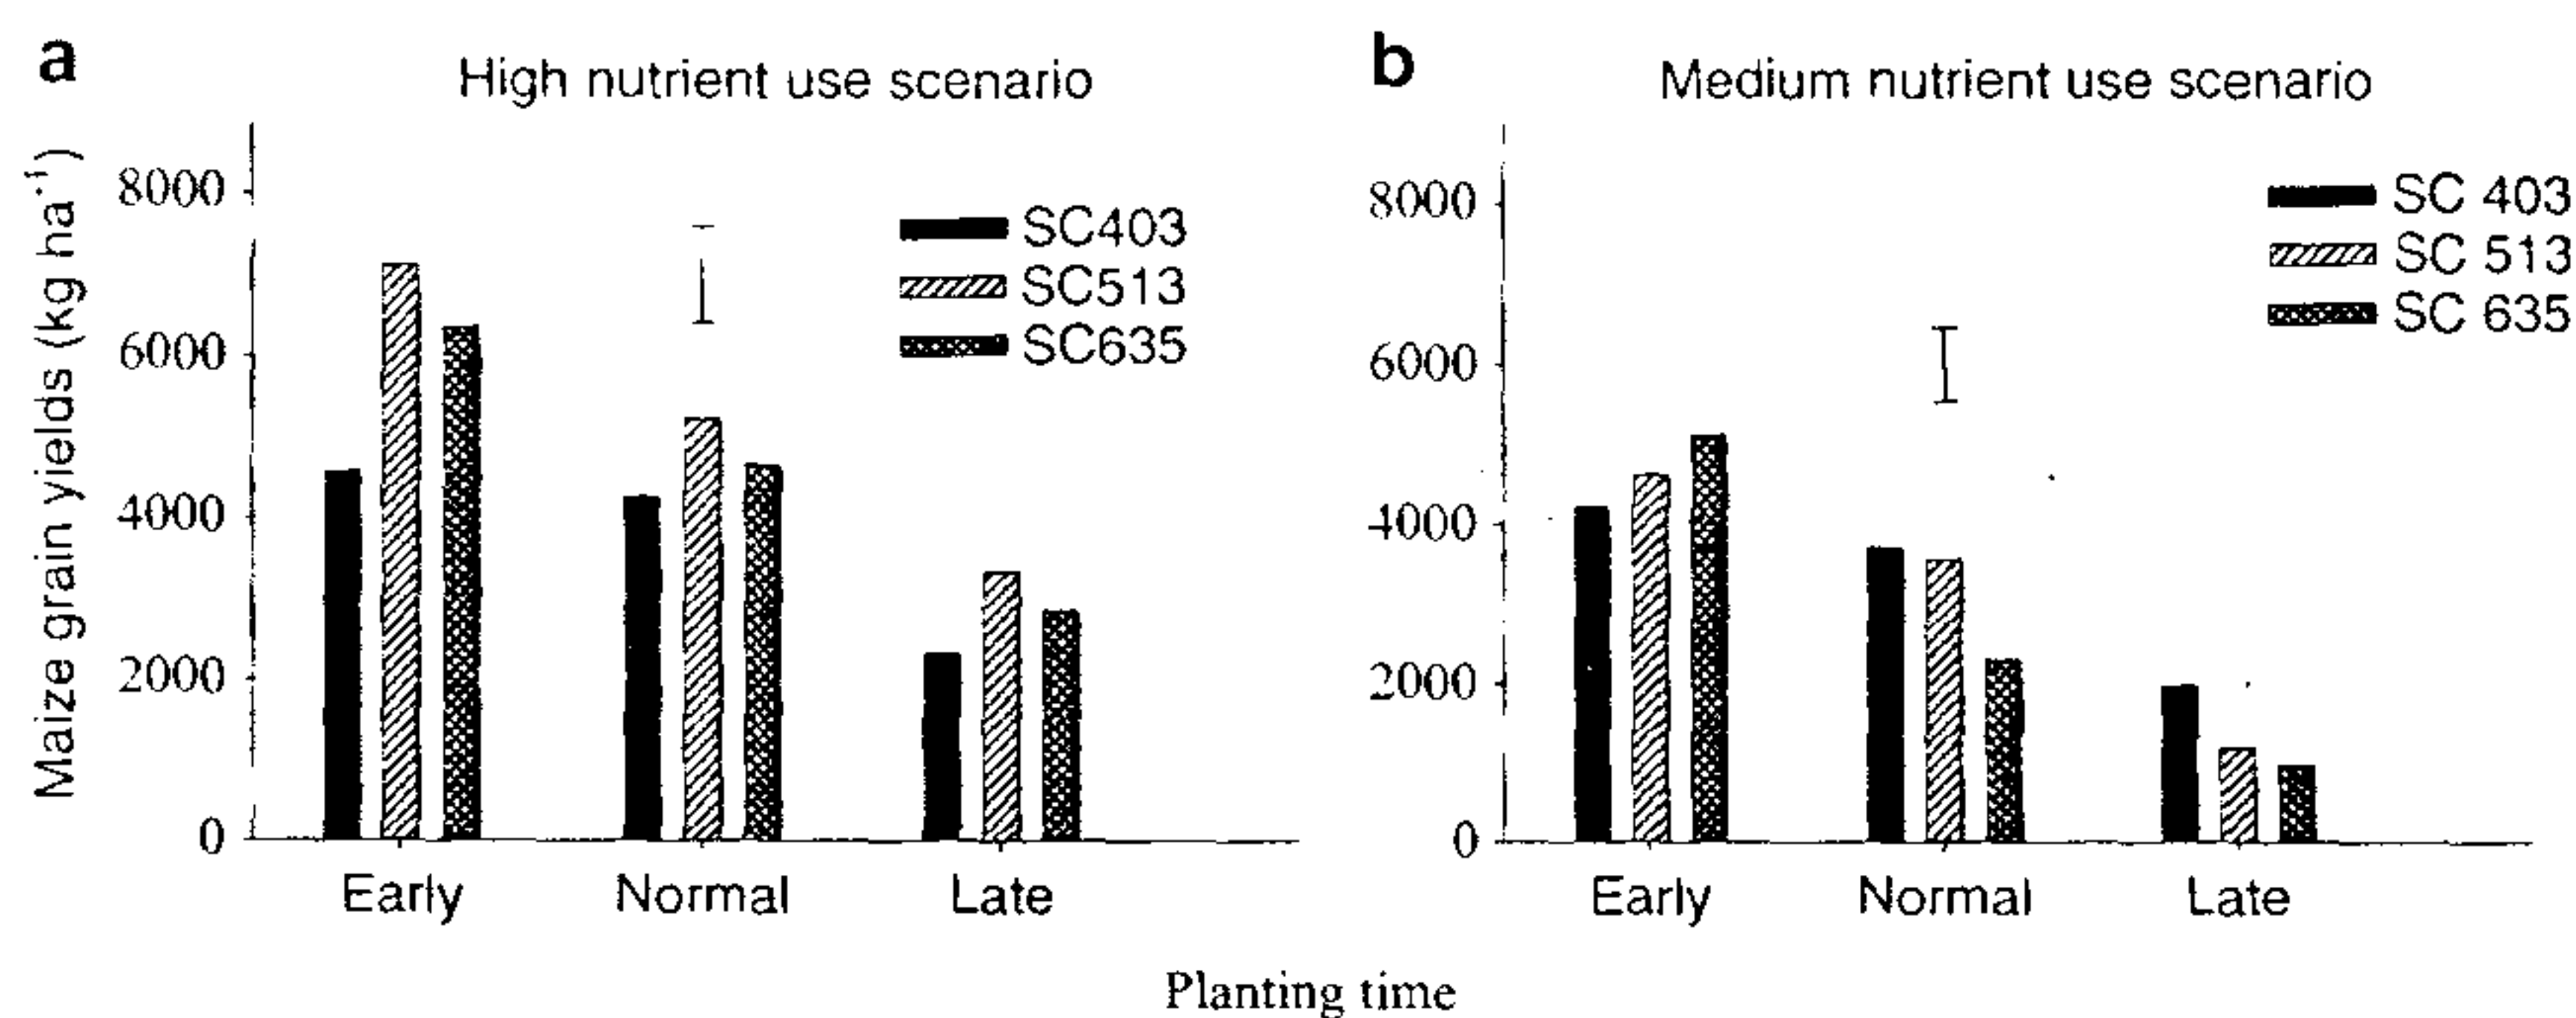 a
High nutrient use scenario
Maize grain yields (kg ha⁻¹)
8000
6000
4000
2000
0
SC403
SC513
SC635
Early Normal Late
b
Medium nutrient use scenario
8000
6000
4000
2000
0
SC 403
SC 513
SC 635
Early Normal Late
Planting time